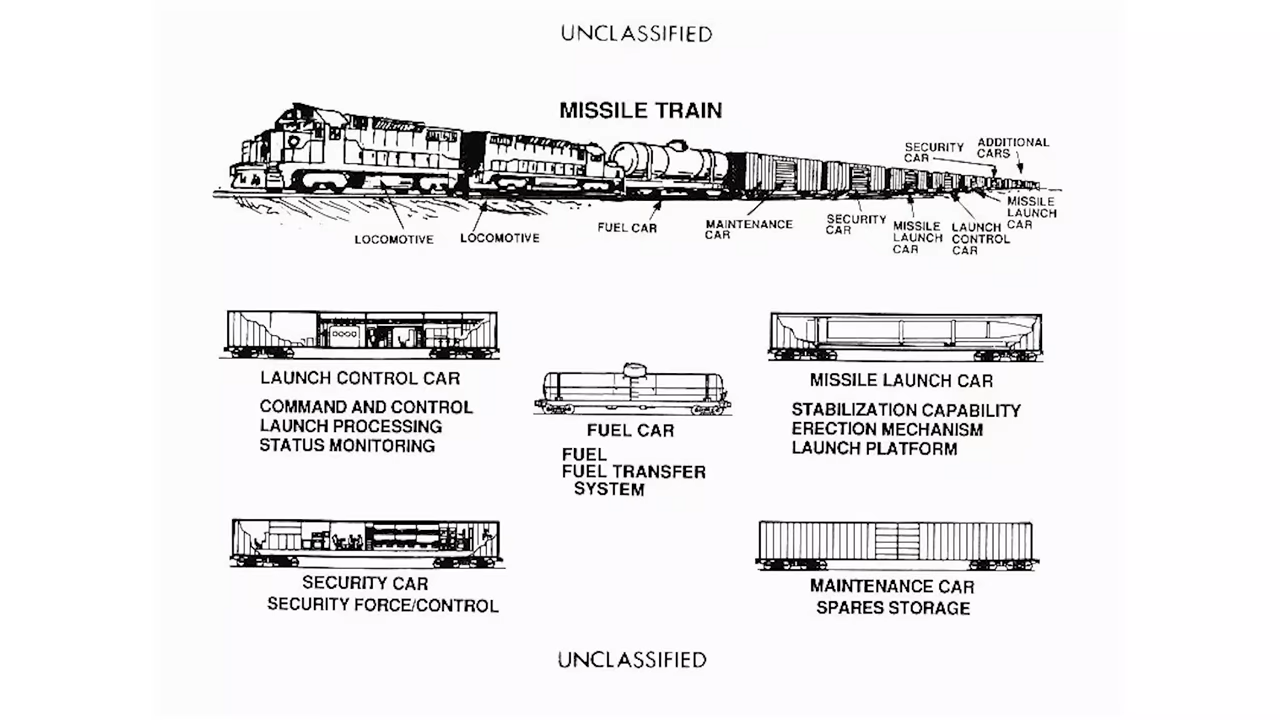 UNCLASSIFIED
MISSILE TRAIN
SECURITY
CAR
ADDITIONAL
CARS
LOCOMOTIVE
LOCOMOTIVE
FUEL CAR
MAINTENANCE
CAR
SECURITY
CAR
MISSILE
LAUNCH
CAR
LAUNCH
CONTROL
CAR
MISSILE
LAUNCH
CAR
LAUNCH CONTROL CAR
COMMAND AND CONTROL
LAUNCH PROCESSING
STATUS MONITORING
FUEL CAR
FUEL
FUEL TRANSFER
SYSTEM
MISSILE LAUNCH CAR
STABILIZATION CAPABILITY
ERECTION MECHANISM
LAUNCH PLATFORM
SECURITY CAR
SECURITY FORCE/CONTROL
MAINTENANCE CAR
SPARES STORAGE
UNCLASSIFIED